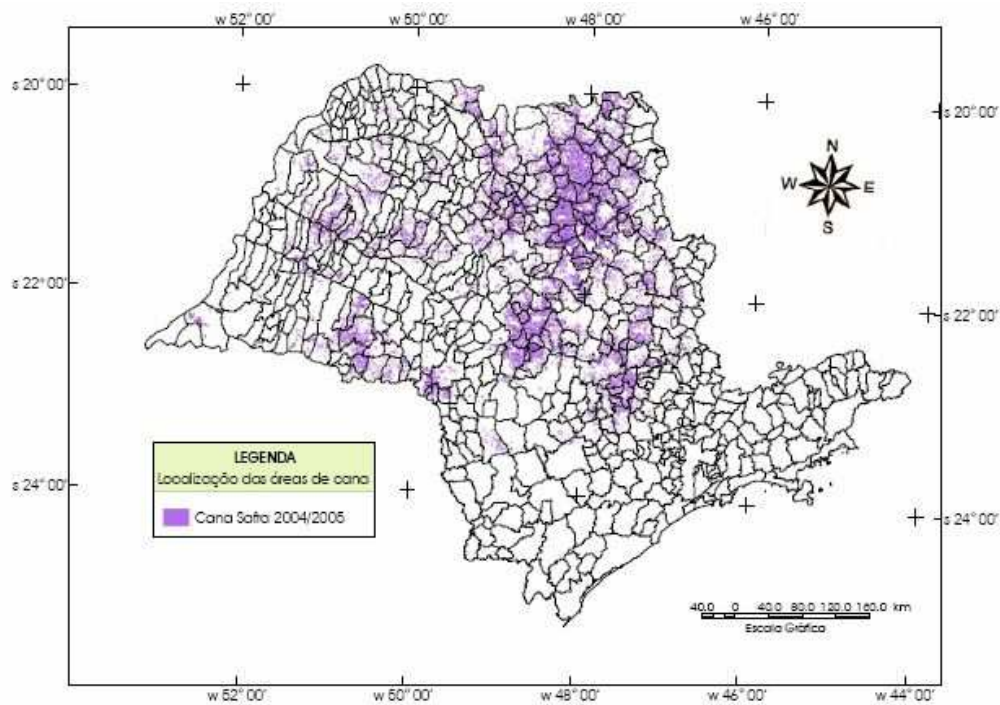 w 52° 00' w 50° 00' w 48° 00' w 46° 00'
s 20° 00'
s 20° 00'
N
W E
S
s 22° 00'
s 22° 00'
LEGENDA
Localização das áreas de cana
Cana Safra 2004/2005
s 24° 00'
s 24° 00'
40.0 0 40.0 80.0 120.0 160.0 km
Escala Gráfica
w 52° 00' w 50° 00' w 48° 00' w 46° 00' w 44° 00'